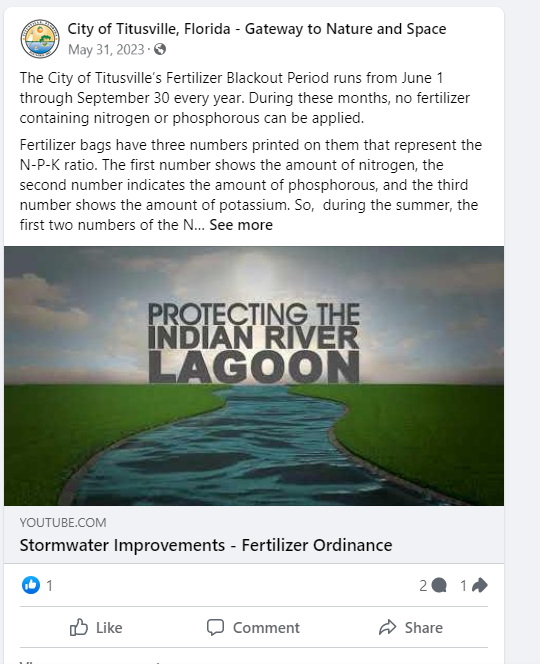 City of Titusville, Florida - Gateway to Nature and Space
May 31, 2023 ·
The City of Titusville's Fertilizer Blackout Period runs from June 1
through September 30 every year. During these months, no fertilizer
containing nitrogen or phosphorous can be applied.
Fertilizer bags have three numbers printed on them that represent the
N-P-K ratio. The first number shows the amount of nitrogen, the
second number indicates the amount of phosphorous, and the third
number shows the amount of potassium. So,  during the summer, the
first two numbers of the N... See more
PROTECTING THE
INDIAN RIVER
LAGOON
YOUTUBE.COM
Stormwater Improvements - Fertilizer Ordinance
1 2 1
Like Comment Share